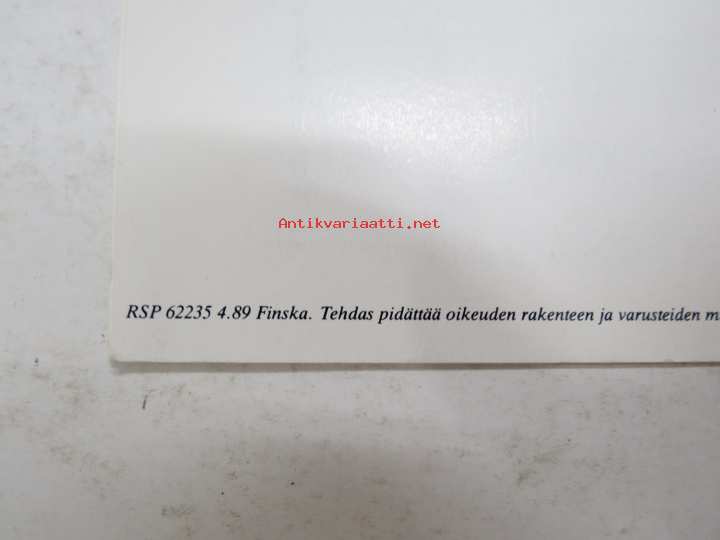 Antikvariaatti.net
RSP 62235 4.89 Finska. Tehdas pidättää oikeuden rakenteen ja varusteiden